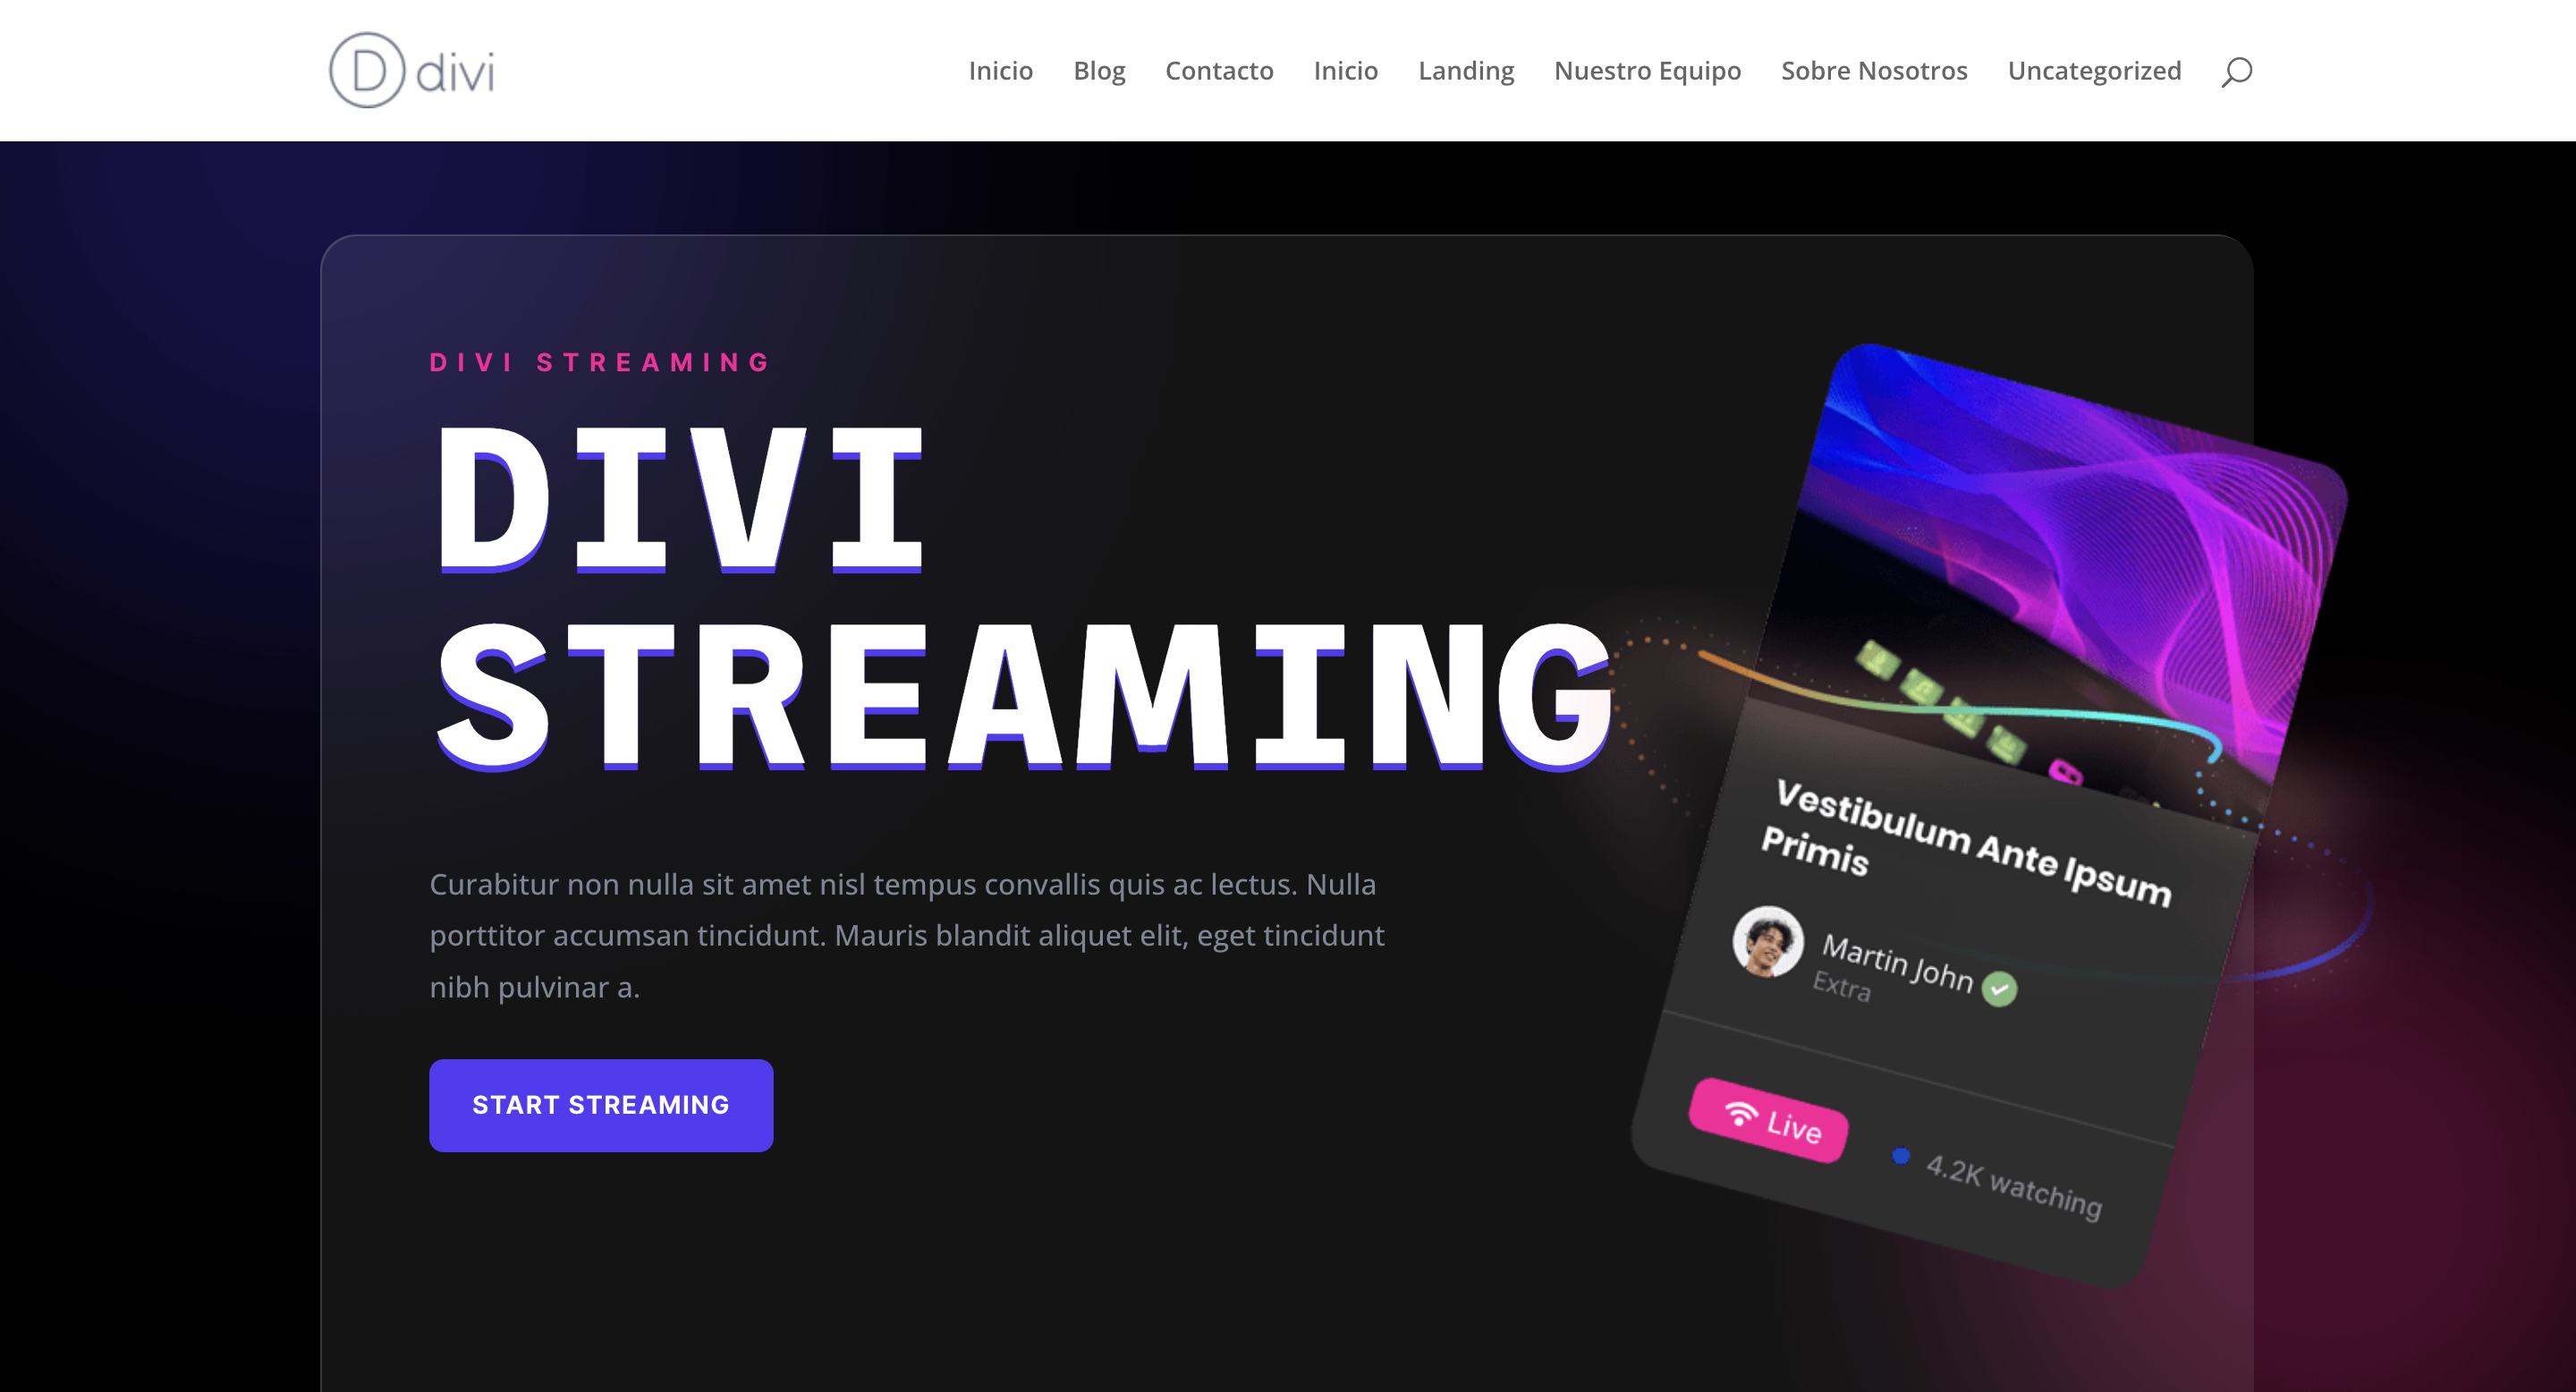 D divi
Inicio Blog Contacto Inicio Landing Nuestro Equipo Sobre Nosotros Uncategorized
DIVI STREAMING
DIVI
STREAMING
Curabitur non nulla sit amet nisl tempus convallis quis ac lectus. Nulla
porttitor accumsan tincidunt. Mauris blandit aliquet elit, eget tincidunt
nibh pulvinar a.
START STREAMING
Vestibulum Ante Ipsum
Primis
Martin John
Extra
Live
4.2K watching